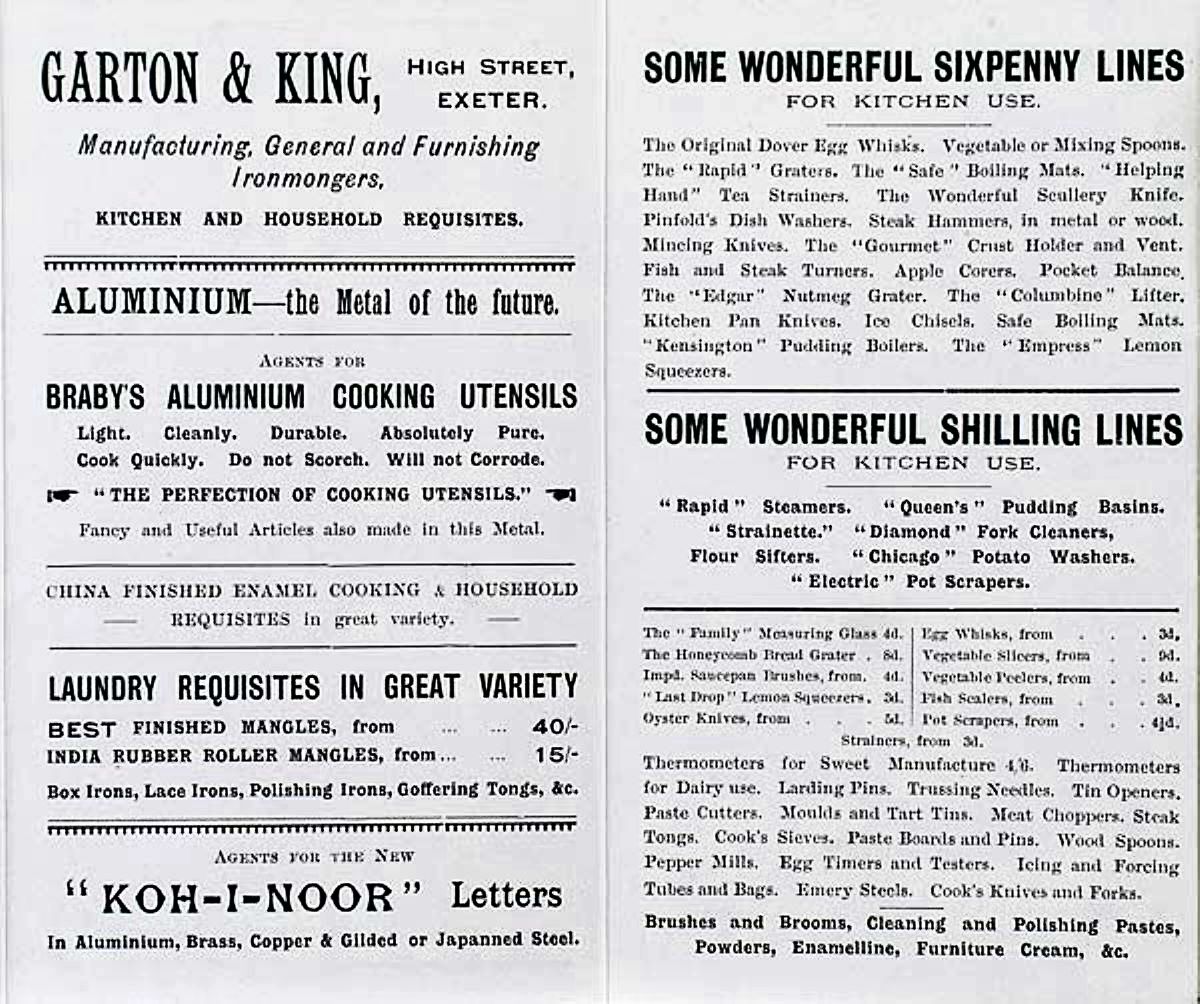 GARTON & KING, HIGH STREET,
EXETER.
Manufacturing, General and Furnishing
Ironmongers,
KITCHEN AND HOUSEHOLD REQUISITES.
ALUMINIUM—the Metal of the future.
AGENTS FOR
BRABY'S ALUMINIUM COOKING UTENSILS
Light. Cleanly. Durable. Absolutely Pure.
Cook Quickly. Do not Scorch. Will not Corrode.
☛ "THE PERFECTION OF COOKING UTENSILS." ☚
Fancy and Useful Articles also made in this Metal.
CHINA FINISHED ENAMEL COOKING & HOUSEHOLD
— REQUISITES in great variety. —
LAUNDRY REQUISITES IN GREAT VARIETY
BEST FINISHED MANGLES, from ... ... 40/-
INDIA RUBBER ROLLER MANGLES, from ... ... 15/-
Box Irons, Lace Irons, Polishing Irons, Goffering Tongs, &c.
AGENTS FOR THE NEW
"KOH-I-NOOR" Letters
In Aluminium, Brass, Copper & Gilded or Japanned Steel.
SOME WONDERFUL SIXPENNY LINES
FOR KITCHEN USE.
The Original Dover Egg Whisks. Vegetable or Mixing Spoons.
The "Rapid" Graters. The "Safe" Boiling Mats. "Helping
Hand" Tea Strainers. The Wonderful Scullery Knife.
Pinfold's Dish Washers. Steak Hammers, in metal or wood.
Mincing Knives. The "Gourmet" Crust Holder and Vent.
Fish and Steak Turners. Apple Corers. Pocket Balance.
The "Edgar" Nutmeg Grater. The "Columbine" Lifter.
Kitchen Pan Knives. Ice Chisels. Safe Boiling Mats.
"Kensington" Pudding Boilers. The "Empress" Lemon
Squeezers.
SOME WONDERFUL SHILLING LINES
FOR KITCHEN USE.
"Rapid" Steamers. "Queen's" Pudding Basins.
"Strainette." "Diamond" Fork Cleaners,
Flour Sifters. "Chicago" Potato Washers.
"Electric" Pot Scrapers.
The "Family" Measuring Glass 4d.
The Honeycomb Bread Grater . 8d.
Impd. Saucepan Brushes, from. 4d.
"Last Drop" Lemon Squeezers. 3d.
Oyster Knives, from . . . 5d.
Egg Whisks, from . . . 3d.
Vegetable Slicers, from . . 9d.
Vegetable Peelers, from . . 4d.
Fish Scalers, from . . . 3d.
Pot Scrapers, from . . . 4½d.
Strainers, from 3d.
Thermometers for Sweet Manufacture 4/6. Thermometers
for Dairy use. Larding Pins. Trussing Needles. Tin Openers.
Paste Cutters. Moulds and Tart Tins. Meat Choppers. Steak
Tongs. Cook's Sieves. Paste Boards and Pins. Wood Spoons.
Pepper Mills. Egg Timers and Testers. Icing and Forcing
Tubes and Bags. Emery Steels. Cook's Knives and Forks.
Brushes and Brooms, Cleaning and Polishing Pastes,
Powders, Enamelline, Furniture Cream, &c.